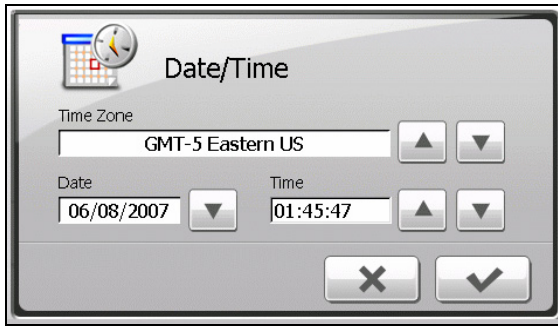 Date/Time
Time Zone
GMT-5 Eastern US
Date Time
06/08/2007 01:45:47